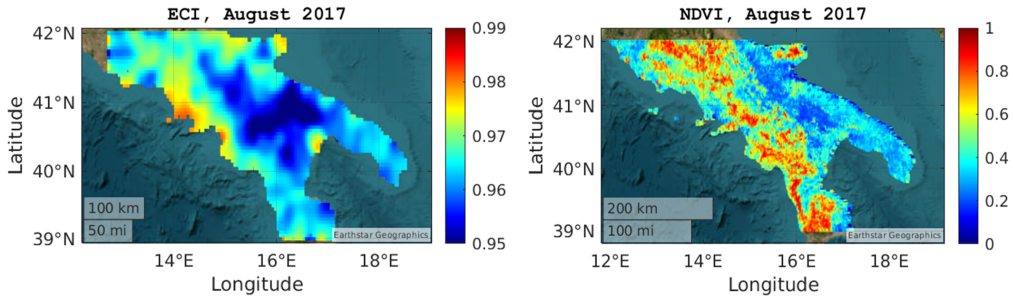 ECI, August 2017
42°N
41°N
40°N
39°N
Latitude
14°E
16°E
18°E
Longitude
100 km
50 mi
Earthstar Geographics
0.99
0.98
0.97
0.96
0.95
NDVI, August 2017
42°N
41°N
40°N
39°N
Latitude
12°E
14°E
16°E
18°E
Longitude
200 km
100 mi
Earthstar Geographics
1
0.8
0.6
0.4
0.2
0